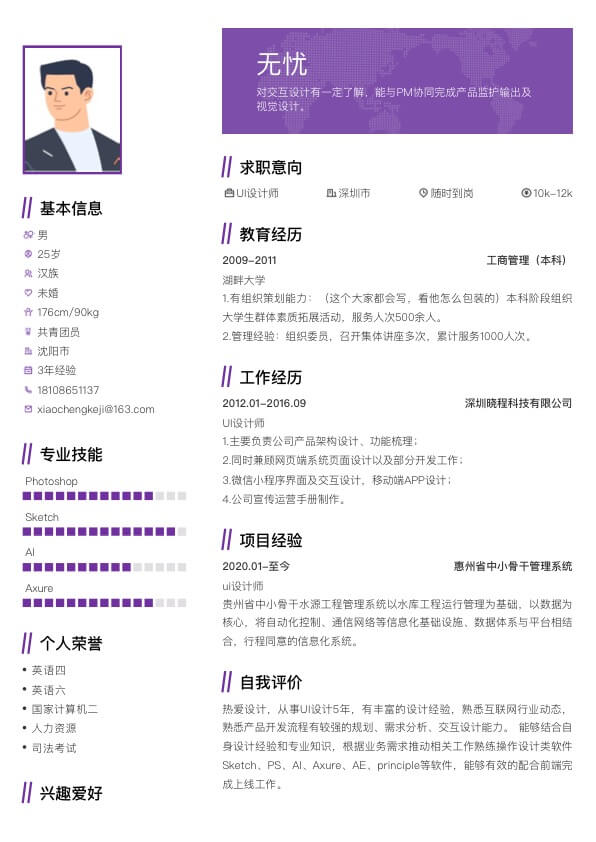 无忧
对交互设计有一定了解，能与PM协同完成产品监护输出及
视觉设计。
基本信息
男
25岁
汉族
未婚
176cm/90kg
共青团员
沈阳市
3年经验
18108651137
xiaochengkeji@163.com
专业技能
Photoshop
Sketch
AI
Axure
个人荣誉
• 英语四
• 英语六
• 国家计算机二
• 人力资源
• 司法考试
兴趣爱好
求职意向
UI设计师 深圳市 随时到岗 10k-12k
教育经历
2009-2011 工商管理（本科）
湖畔大学
1.有组织策划能力：（这个大家都会写，看他怎么包装的）本科阶段组织
大学生群体素质拓展活动，服务人次500余人。
2.管理经验：组织委员，召开集体讲座多次，累计服务1000人次。
工作经历
2012.01-2016.09 深圳晓程科技有限公司
UI设计师
1.主要负责公司产品架构设计、功能梳理；
2.同时兼顾网页端系统页面设计以及部分开发工作；
3.微信小程序界面及交互设计，移动端APP设计；
4.公司宣传运营手册制作。
项目经验
2020.01-至今 惠州省中小骨干管理系统
ui设计师
贵州省中小骨干水源工程管理系统以水库工程运行管理为基础，以数据为
核心，将自动化控制、通信网络等信息化基础设施、数据体系与平台相结
合，行程同意的信息化系统。
自我评价
热爱设计，从事UI设计5年，有丰富的设计经验，熟悉互联网行业动态，
熟悉产品开发流程有较强的规划、需求分析、交互设计能力。 能够结合自
身设计经验和专业知识，根据业务需求推动相关工作熟练操作设计类软件
Sketch、PS、AI、Axure、AE、principle等软件，能够有效的配合前端完
成上线工作。